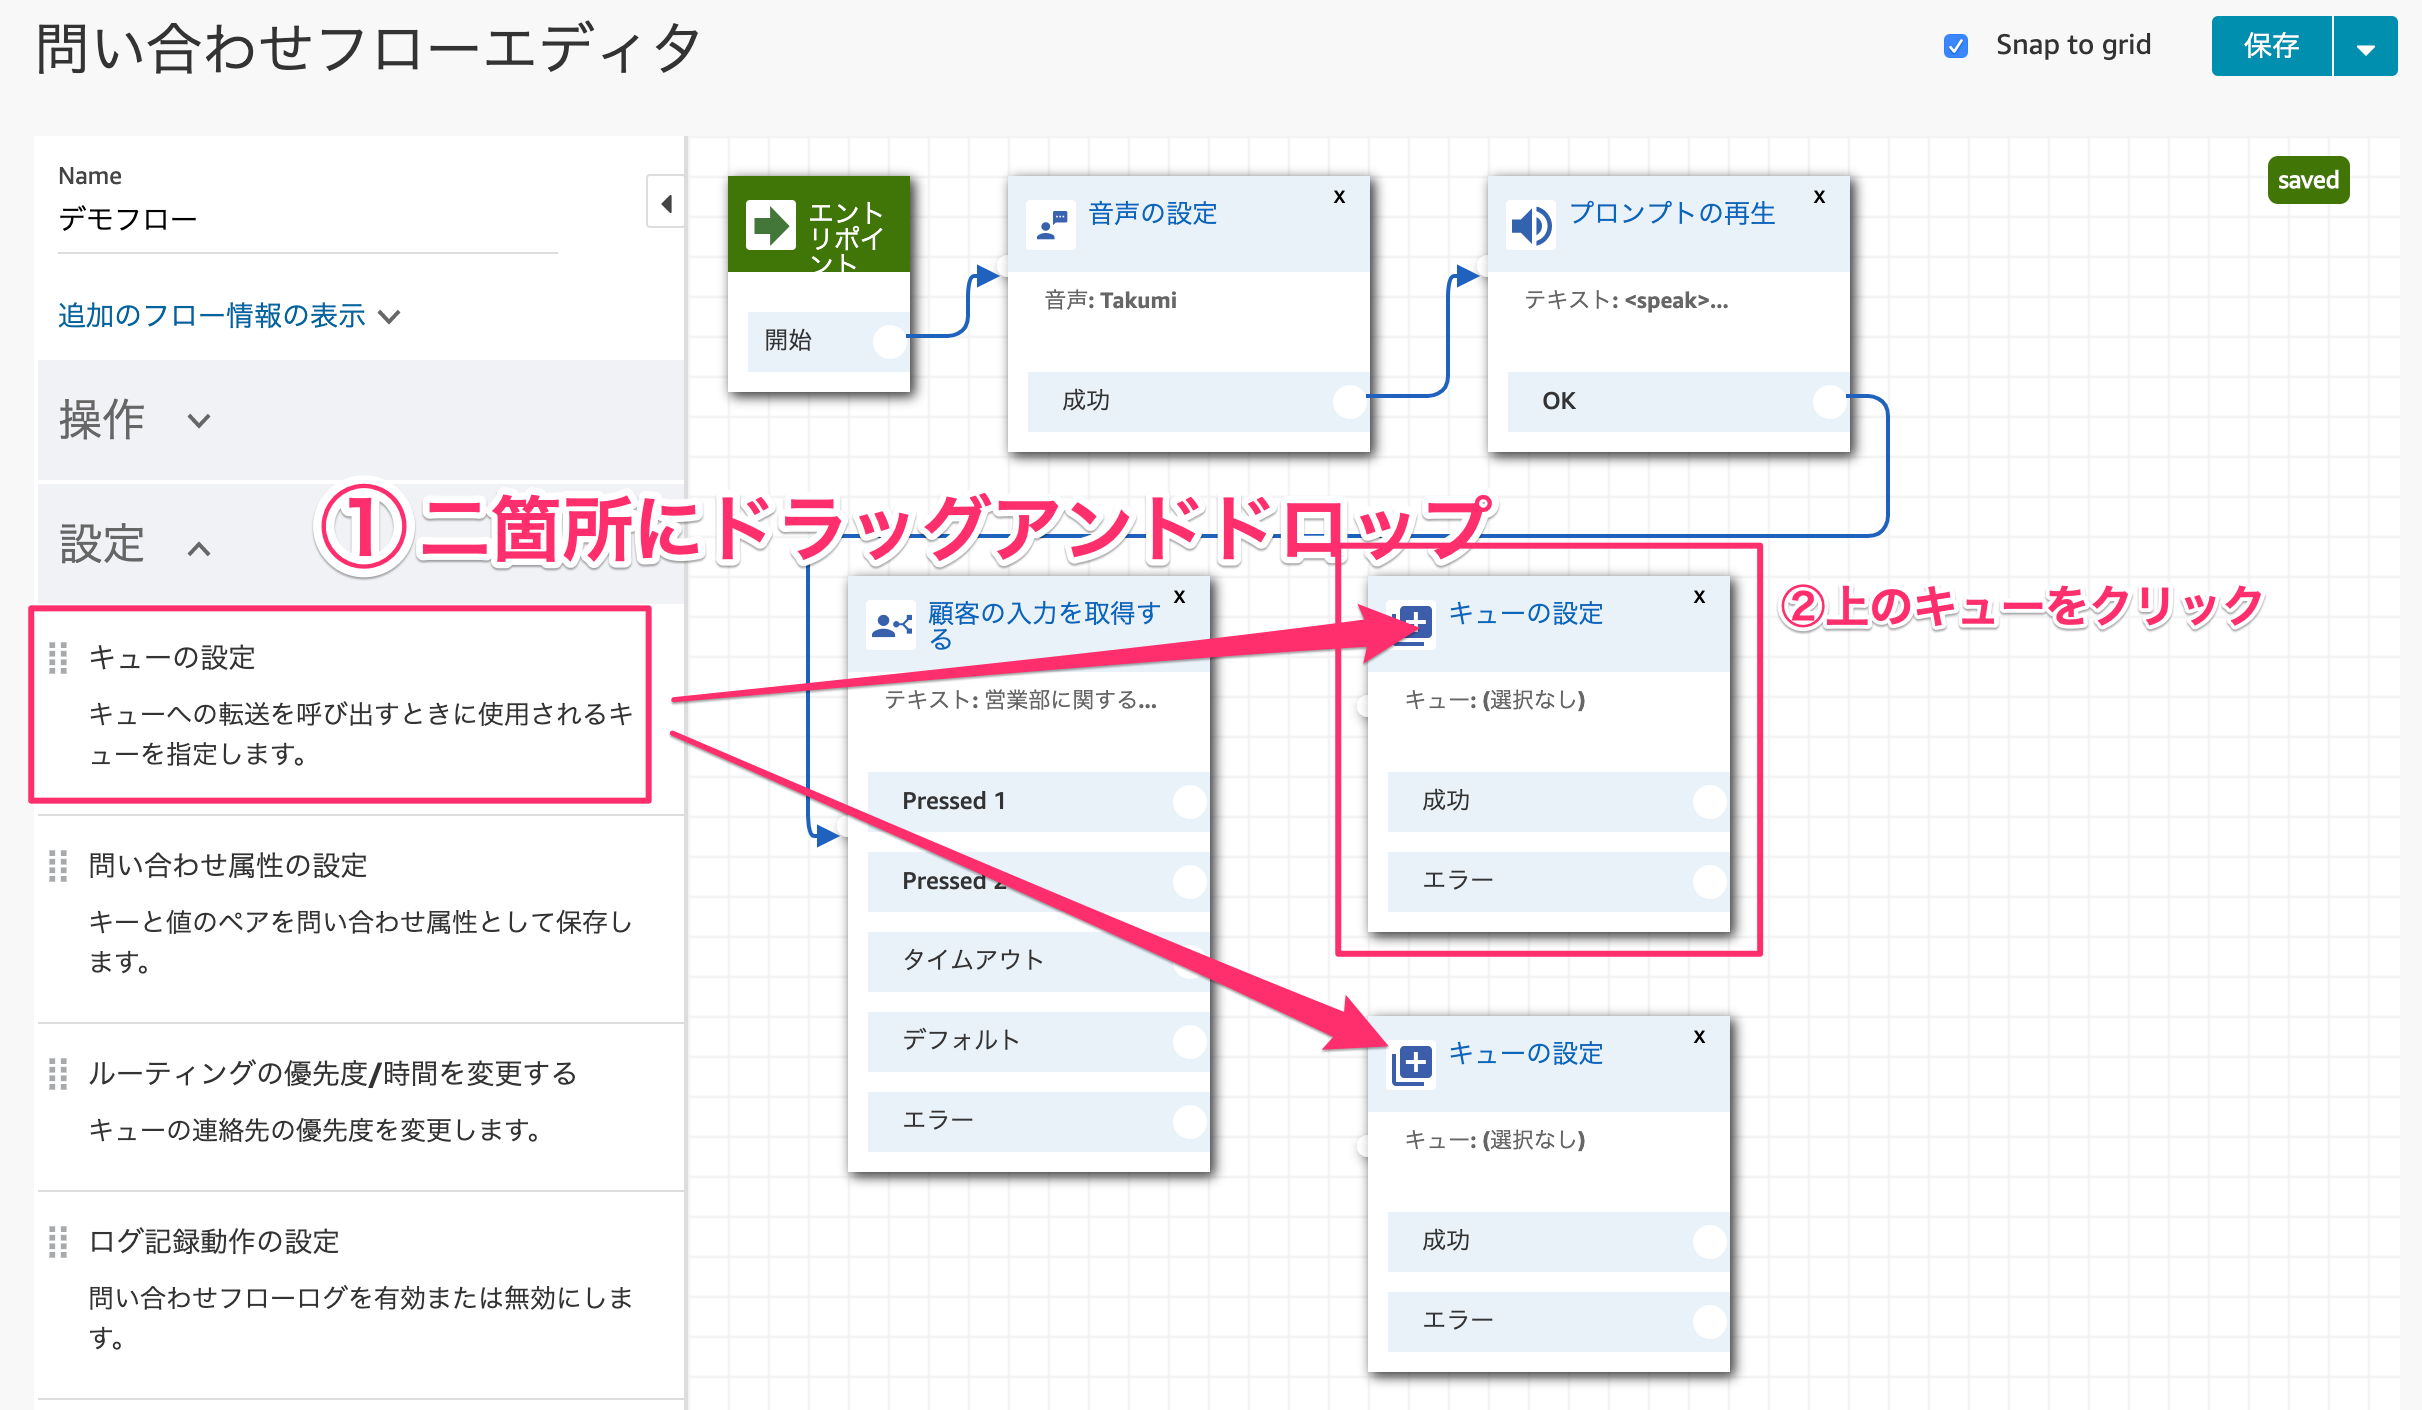 問い合わせフローエディタ
Snap to grid
保存
Name
デモフロー
追加のフロー情報の表示
操作
設定
キューの設定
キューへの転送を呼び出すときに使用されるキ
ューを指定します。
問い合わせ属性の設定
キーと値のペアを問い合わせ属性として保存し
ます。
ルーティングの優先度/時間を変更する
キューの連絡先の優先度を変更します。
ログ記録動作の設定
問い合わせフローログを有効または無効にしま
す。
saved
エント
リポイ
ント
開始
音声の設定
x
音声: Takumi
成功
プロンプトの再生
x
テキスト: <speak>...
OK
①二箇所にドラッグアンドドロップ
②上のキューをクリック
顧客の入力を取得す
る
x
テキスト: 営業部に関する...
Pressed 1
Pressed 2
タイムアウト
デフォルト
エラー
キューの設定
x
キュー: (選択なし)
成功
エラー
キューの設定
x
キュー: (選択なし)
成功
エラー